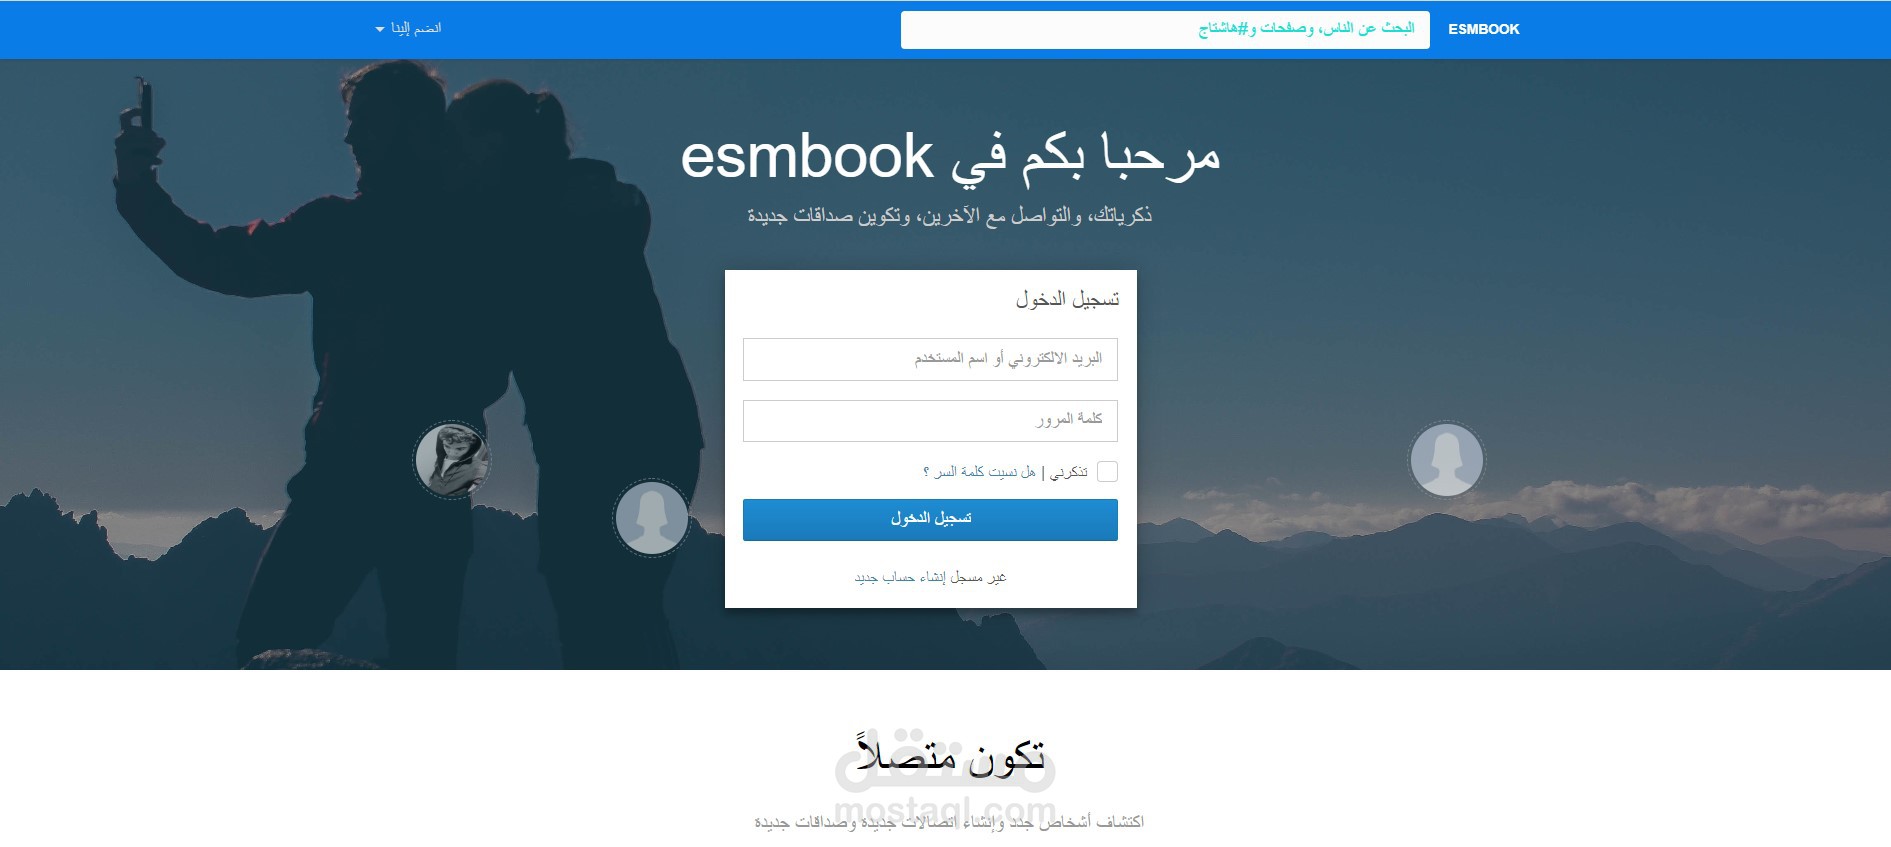 ESMBOOK
البحث عن الناس، وصفحات و#هاشتاج
انضم إلينا
مرحبا بكم في esmbook
ذكرياتك، والتواصل مع الآخرين، وتكوين صداقات جديدة
تسجيل الدخول
البريد الالكتروني أو اسم المستخدم
كلمة المرور
تذكرني | هل نسيت كلمة السر ؟
تسجيل الدخول
غير مسجل إنشاء حساب جديد
تكون متصلاً
مستقل
mostaql.com
اكتشاف أشخاص جدد وإنشاء اتصالات جديدة وصداقات جديدة